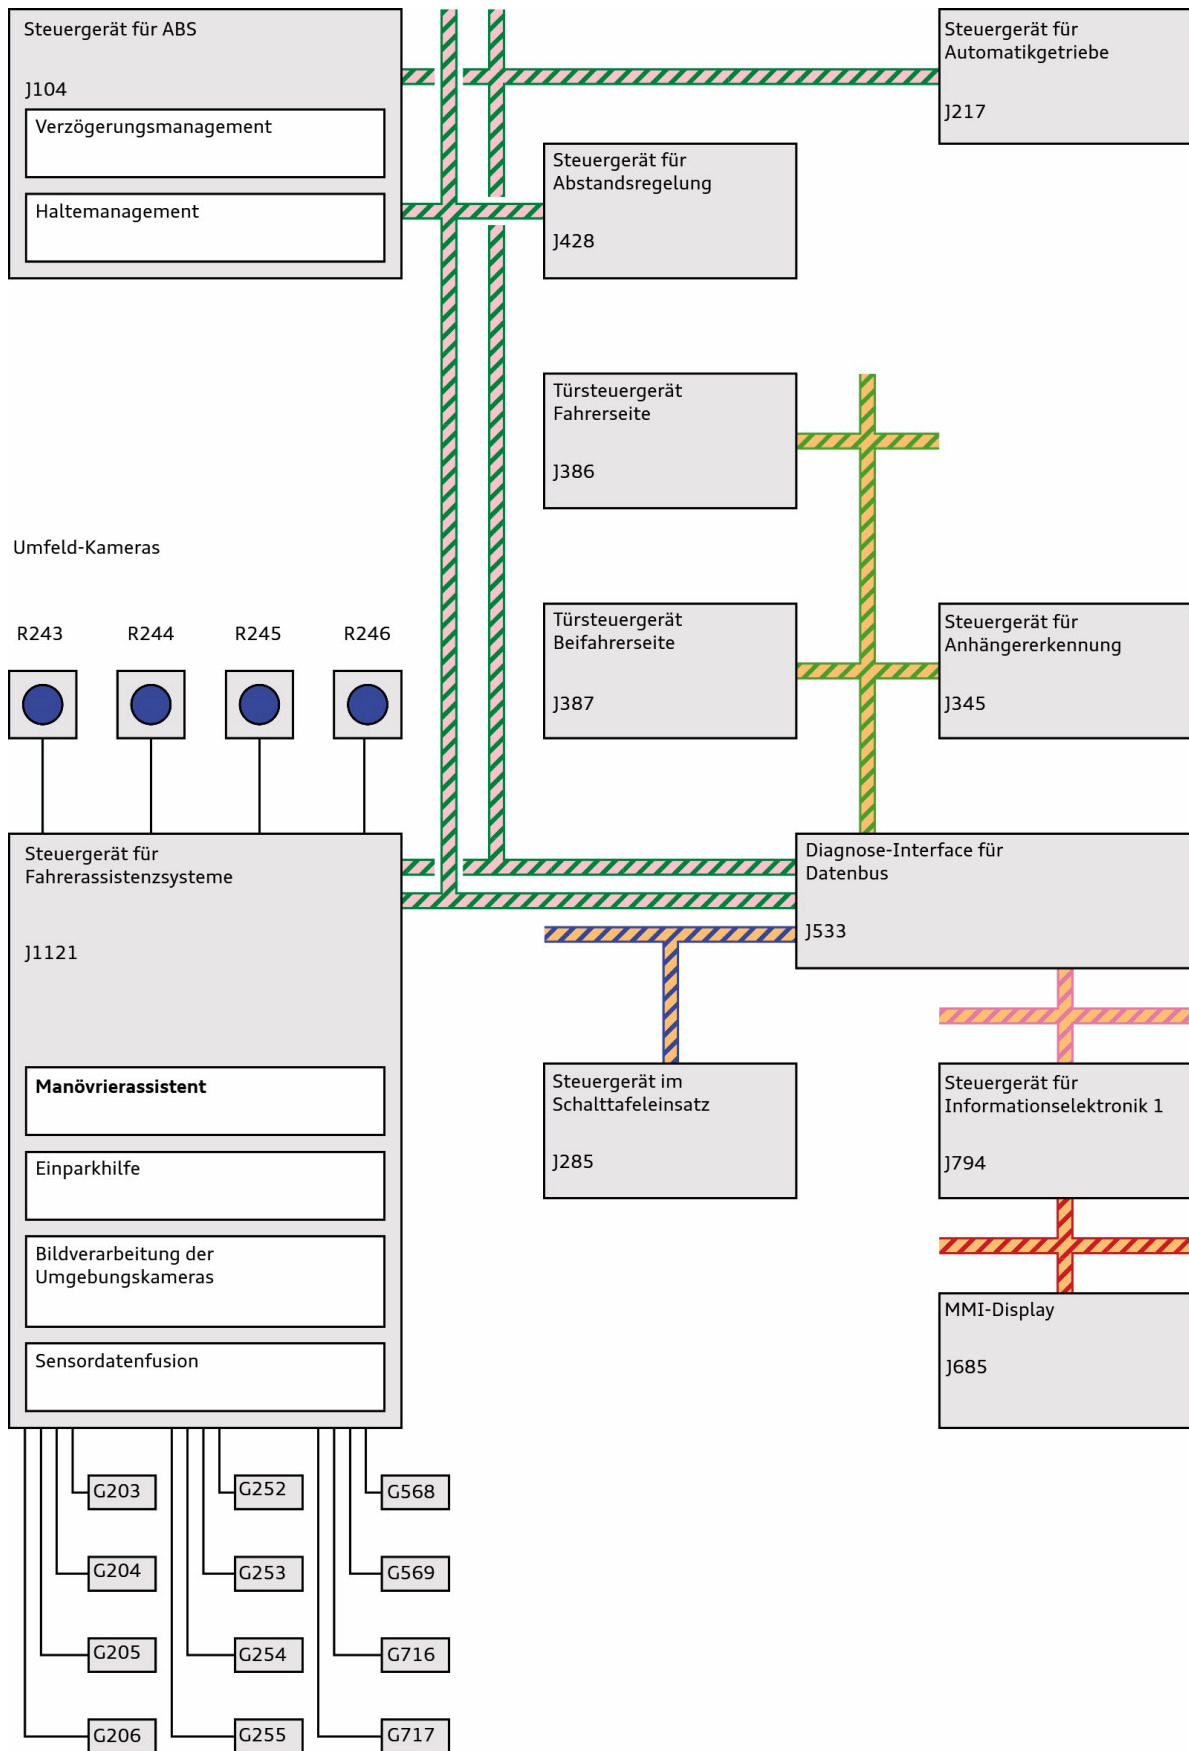 Steuergerät für ABS
J104
Verzögerungsmanagement
Haltemanagement
Steuergerät für
Automatikgetriebe
J217
Steuergerät für
Abstandsregelung
J428
Türsteuergerät
Fahrerseite
J386
Umfeld-Kameras
R243
R244
R245
R246
Türsteuergerät
Beifahrerseite
J387
Steuergerät für
Anhängererkennung
J345
Steuergerät für
Fahrerassistenzsysteme
J1121
Manövrierassistent
Einparkhilfe
Bildverarbeitung der
Umgebungskameras
Sensordatenfusion
Diagnose-Interface für
Datenbus
J533
Steuergerät im
Schalttafeleinsatz
J285
Steuergerät für
Informationselektronik 1
J794
MMI-Display
J685
G203
G252
G568
G204
G253
G569
G205
G254
G716
G206
G255
G717